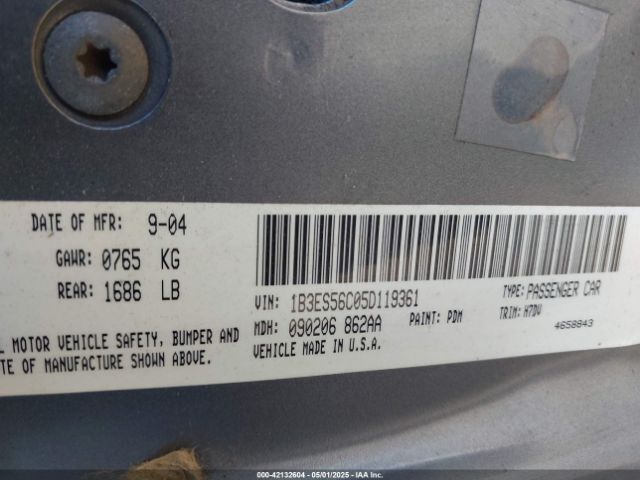 DATE OF MFR: 9-04
GAWR: 0765 KG
REAR: 1686 LB
VIN: 1B3ES56C05D119361
TYPE: PASSENGER CAR
MDH: 090206 862AA
PAINT: PDM
TRIM: H7DV
VEHICLE MADE IN U.S.A.
4658843
MOTOR VEHICLE SAFETY, BUMPER AND
OF MANUFACTURE SHOWN ABOVE.
000-42132604 - 05/01/2025 - IAA Inc.